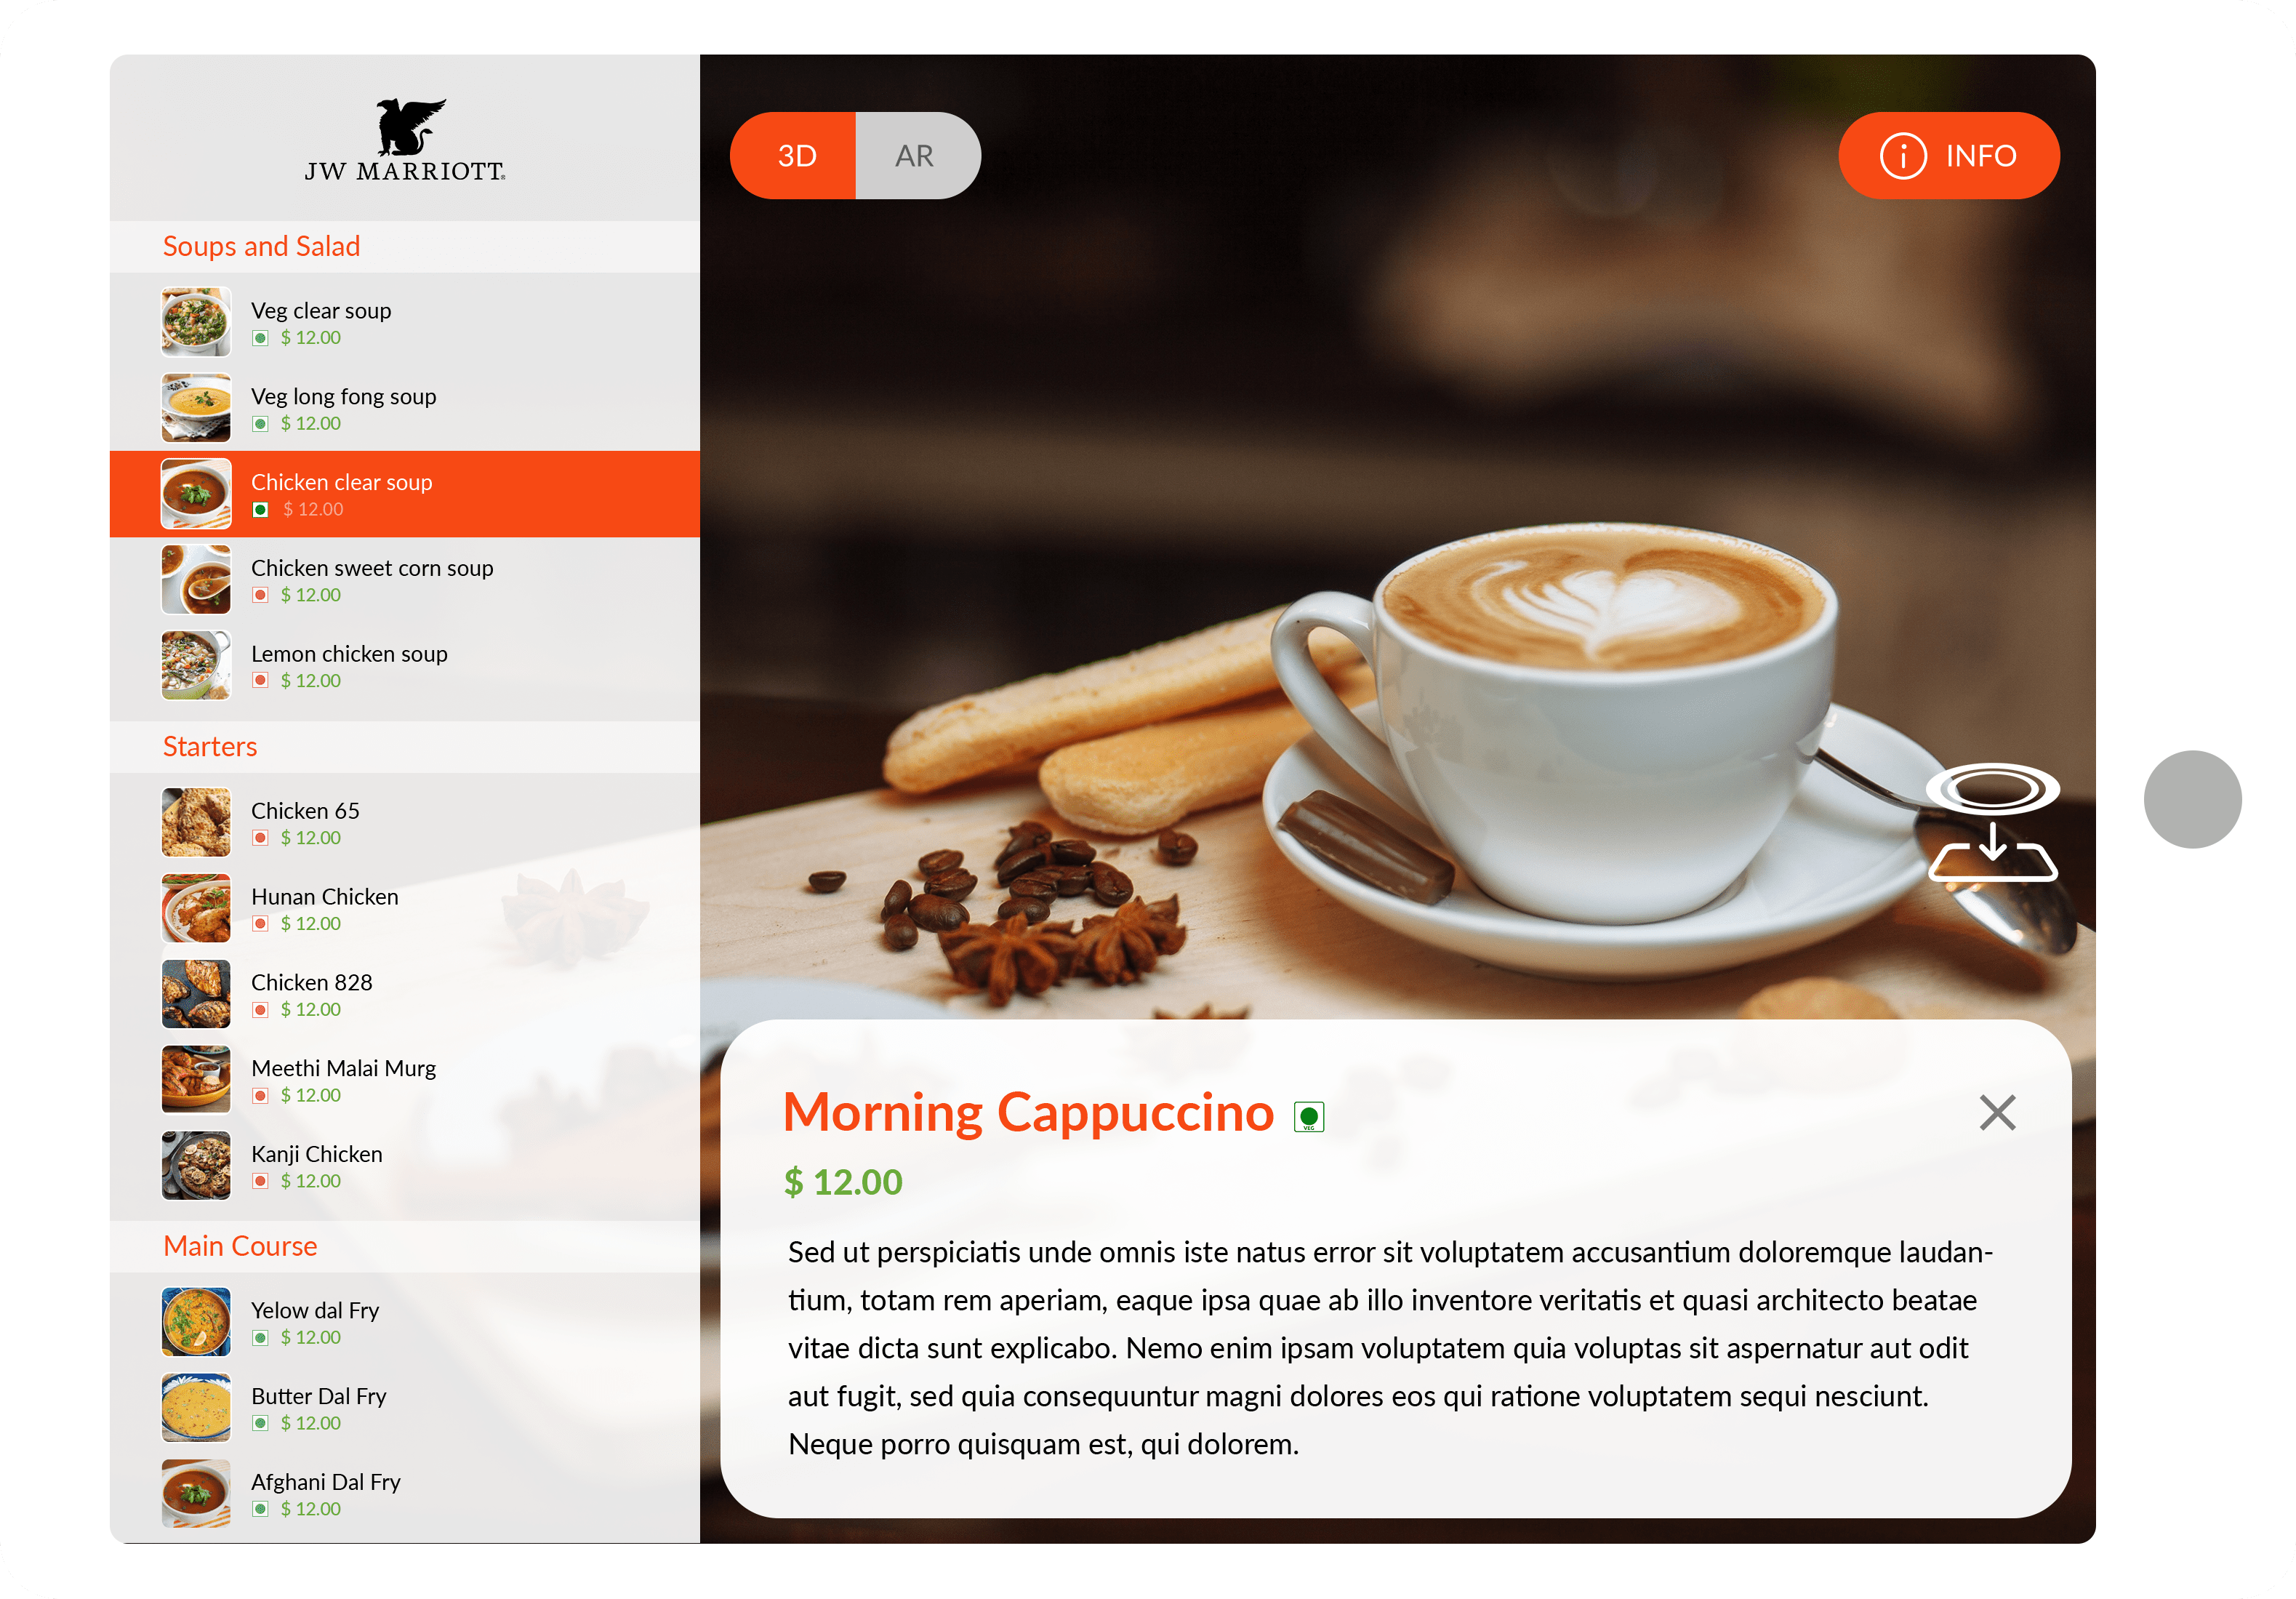 JW MARRIOTT®
Soups and Salad
Veg clear soup
$ 12.00
Veg long fong soup
$ 12.00
Chicken clear soup
$ 12.00
Chicken sweet corn soup
$ 12.00
Lemon chicken soup
$ 12.00
Starters
Chicken 65
$ 12.00
Hunan Chicken
$ 12.00
Chicken 828
$ 12.00
Meethi Malai Murg
$ 12.00
Kanji Chicken
$ 12.00
Main Course
Yelow dal Fry
$ 12.00
Butter Dal Fry
$ 12.00
Afghani Dal Fry
$ 12.00
3D AR
i INFO
Morning Cappuccino VEG
$ 12.00
Sed ut perspiciatis unde omnis iste natus error sit voluptatem accusantium doloremque laudan-
tium, totam rem aperiam, eaque ipsa quae ab illo inventore veritatis et quasi architecto beatae
vitae dicta sunt explicabo. Nemo enim ipsam voluptatem quia voluptas sit aspernatur aut odit
aut fugit, sed quia consequuntur magni dolores eos qui ratione voluptatem sequi nesciunt.
Neque porro quisquam est, qui dolorem.